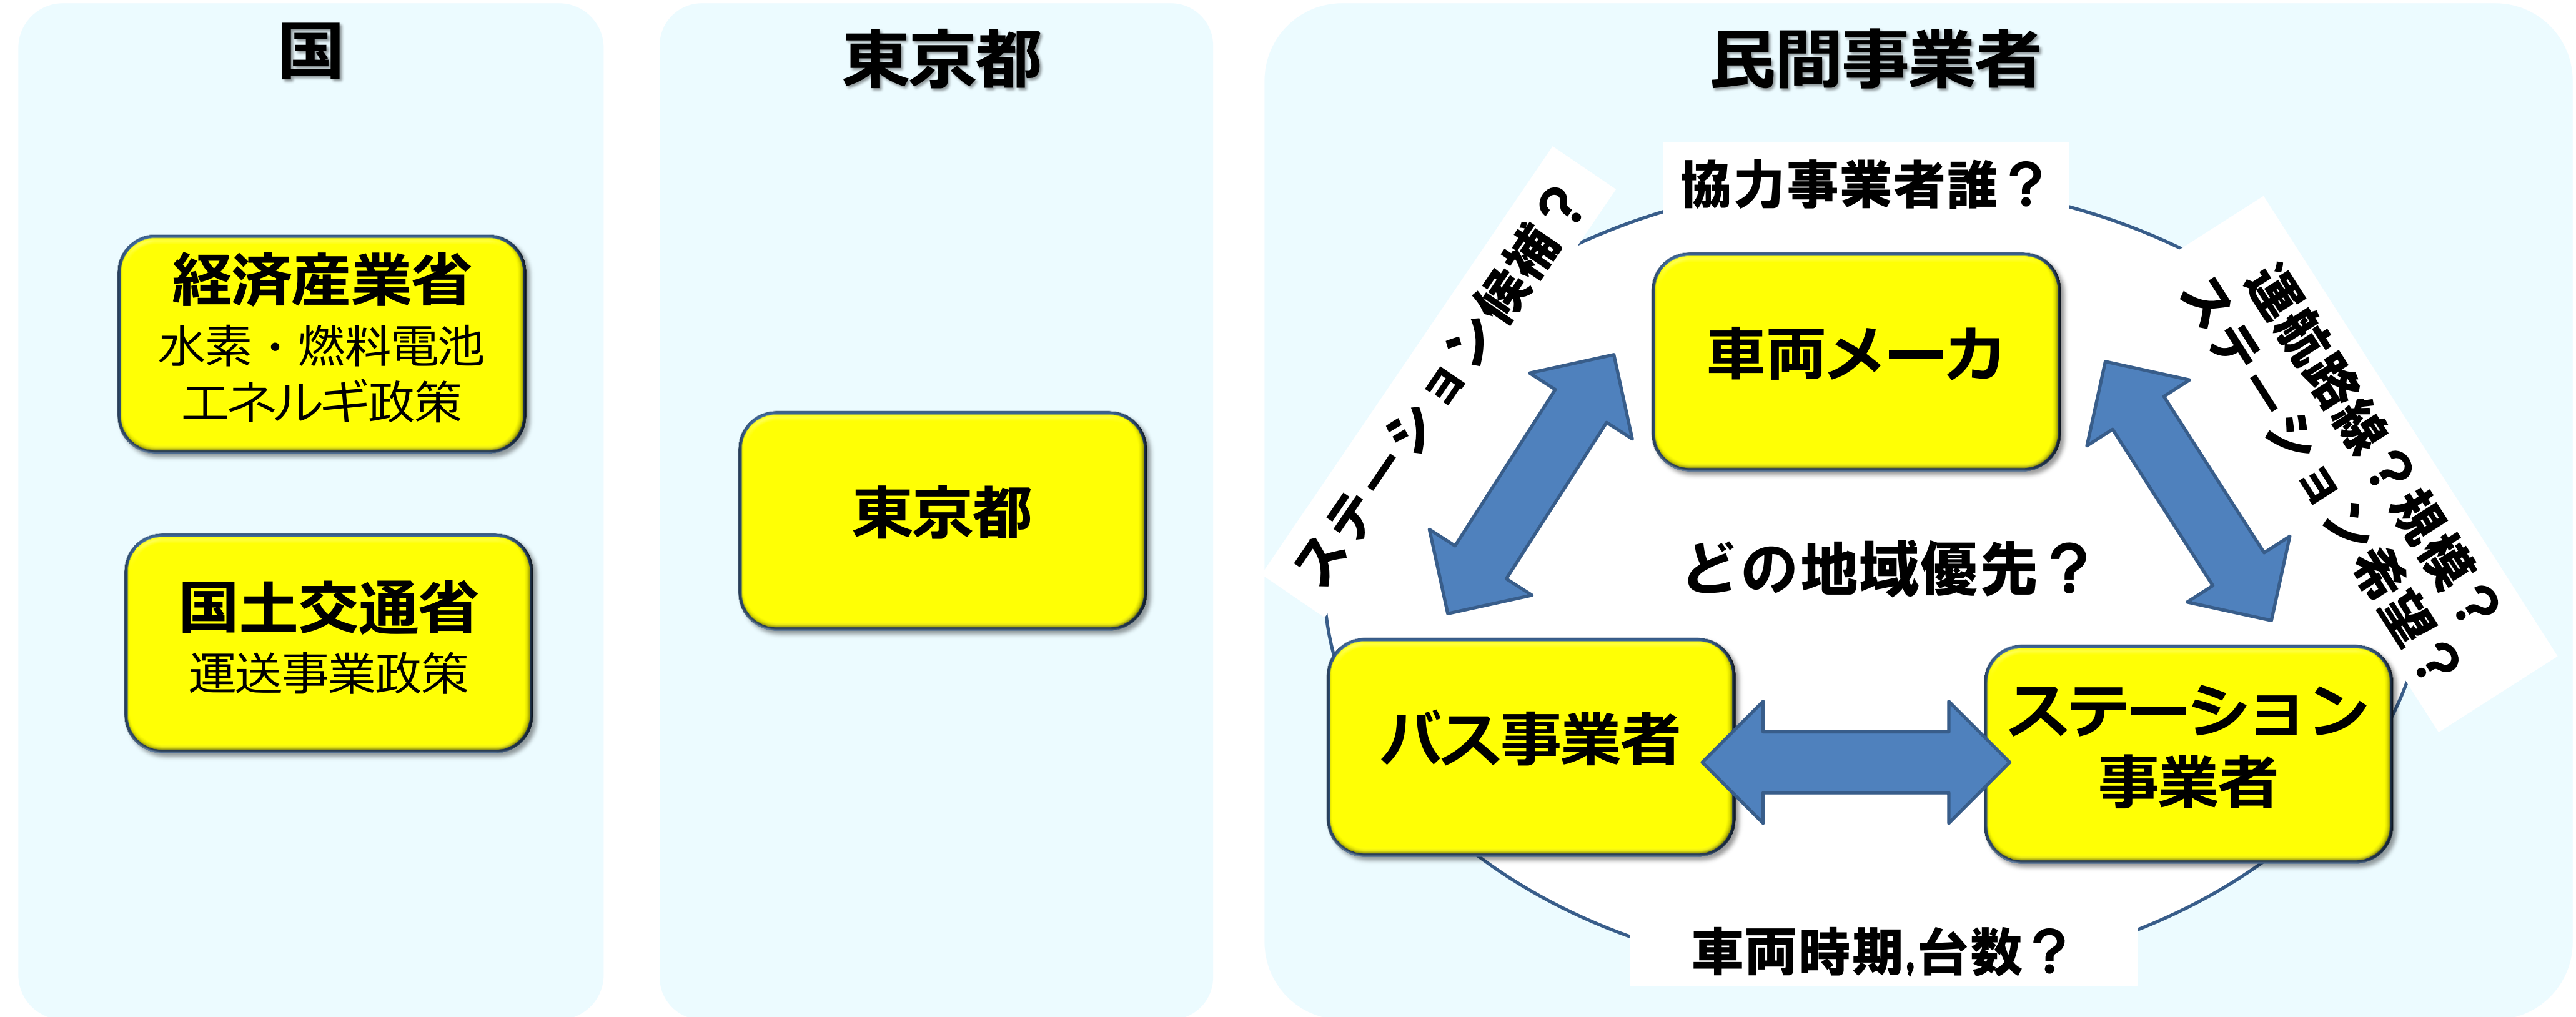 国
経済産業省
水素・燃料電池
エネルギ政策
国土交通省
運送事業政策
東京都
東京都
民間事業者
協力事業者誰？
ステーション候補？
運航路線？規模？
ステーション希望？
車両メーカ
どの地域優先？
バス事業者
ステーション
事業者
車両時期,台数？